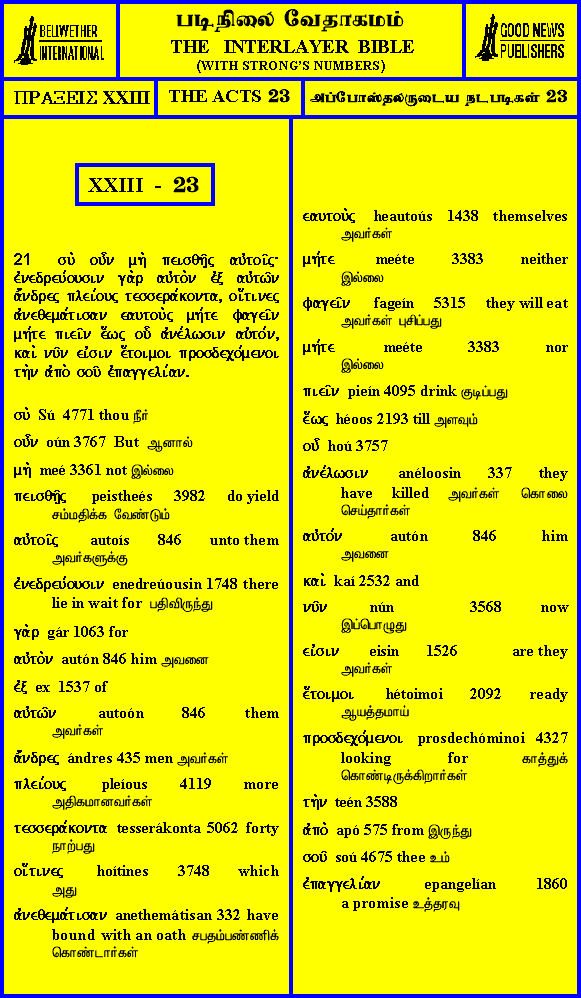 BELLWETHER
INTERNATIONAL
படிநிலை வேதாகமம்
THE INTERLAYER BIBLE
(WITH STRONG'S NUMBERS)
GOOD NEWS
PUBLISHERS
ΠΡΑΞΕΙΣ XXIII
THE ACTS 23
அப்போஸ்தலருடைய நடபடிகள் 23
XXIII - 23
21 σὺ οὖν μὴ πεισθῇς αὐτοῖς·
ἐνεδρεύουσιν γὰρ αὐτὸν ἐξ αὐτῶν
ἄνδρες πλείους τεσσεράκοντα, οἵτινες
ἀνεθεμάτισαν εαυτοὺς μήτε φαγεῖν
μήτε πιεῖν ἕως οὗ ἀνέλωσιν αὐτόν,
καὶ νῦν εἰσιν ἕτοιμοι προσδεχόμενοι
τὴν ἀπὸ σοῦ ἐπαγγελίαν.
σὺ Sú 4771 thou நீர்
οὖν oún 3767 But ஆனால்
μὴ meé 3361 not இல்லை
πεισθῇς peistheés 3982 do yield
சம்மதிக்க வேண்டும்
αὐτοῖς autoís 846 unto them
அவர்களுக்கு
ἐνεδρεύουσιν enedreúousin 1748 there
lie in wait for பதிவிருந்து
γὰρ gár 1063 for
αὐτὸν autón 846 him அவனை
ἐξ ex 1537 of
αὐτῶν autoón 846 them
அவர்கள்
ἄνδρες ándres 435 men அவர்கள்
πλείους pleíous 4119 more
அதிகமானவர்கள்
τεσσεράκοντα tesserákonta 5062 forty
நாற்பது
οἵτινες hoítines 3748 which
அது
ἀνεθεμάτισαν anethemátisan 332 have
bound with an oath சபதம்பண்ணிக்
கொண்டார்கள்
εαυτοὺς heautoús 1438 themselves
அவர்கள்
μήτε meéte 3383 neither
இல்லை
φαγεῖν fageín 5315 they will eat
அவர்கள் புசிப்பது
μήτε meéte 3383 nor
இல்லை
πιεῖν pieín 4095 drink குடிப்பது
ἕως héoos 2193 till அளவும்
οὗ hoú 3757
ἀνέλωσιν anéloosin 337 they
have killed அவர்கள் கொலை
செய்தார்கள்
αὐτόν autón 846 him
அவனை
καὶ kaí 2532 and
νῦν nún 3568 now
இப்பொழுது
εἰσιν eisin 1526 are they
அவர்கள்
ἕτοιμοι hétoimoi 2092 ready
ஆயத்தமாய்
προσδεχόμενοι prosdechóminoi 4327
looking for காத்துக்
கொண்டிருக்கிறார்கள்
τὴν teén 3588
ἀπὸ apó 575 from இருந்து
σοῦ soú 4675 thee உம்
ἐπαγγελίαν epangelían 1860
a promise உத்தரவு